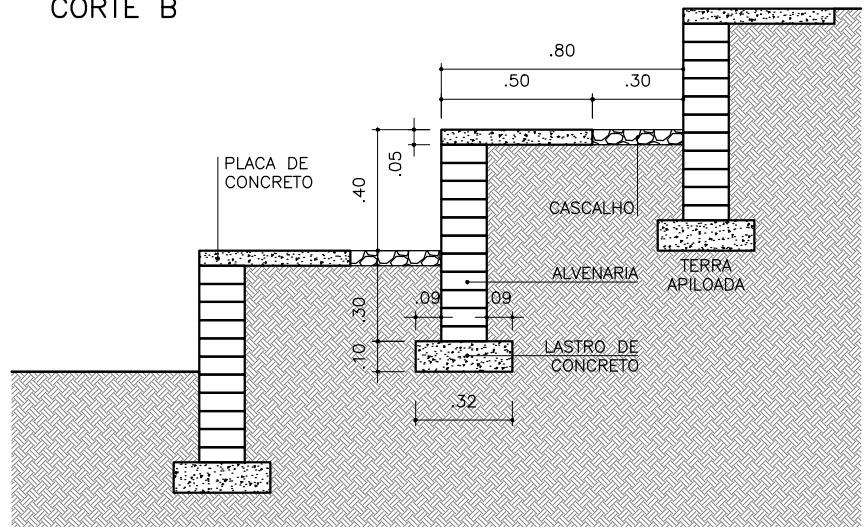 CORTE B
.80
.50
.30
PLACA DE
CONCRETO
.40
.05
CASCALHO
TERRA
APILOADA
ALVENARIA
.09
.09
.30
.10
LASTRO DE
CONCRETO
.32